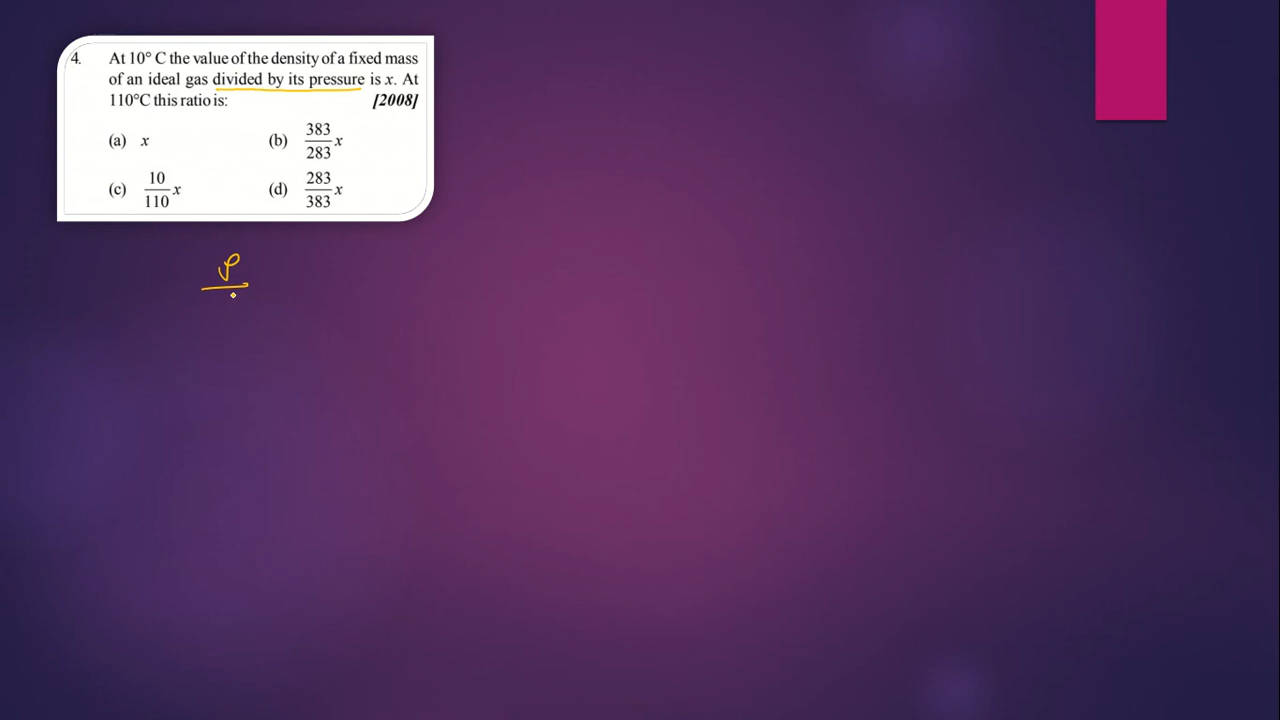 4. At 10° C the value of the density of a fixed mass
of an ideal gas divided by its pressure is x. At
110°C this ratio is: [2008]
(a) x (b) 383/283 x
(c) 10/110 x (d) 283/383 x
ρ